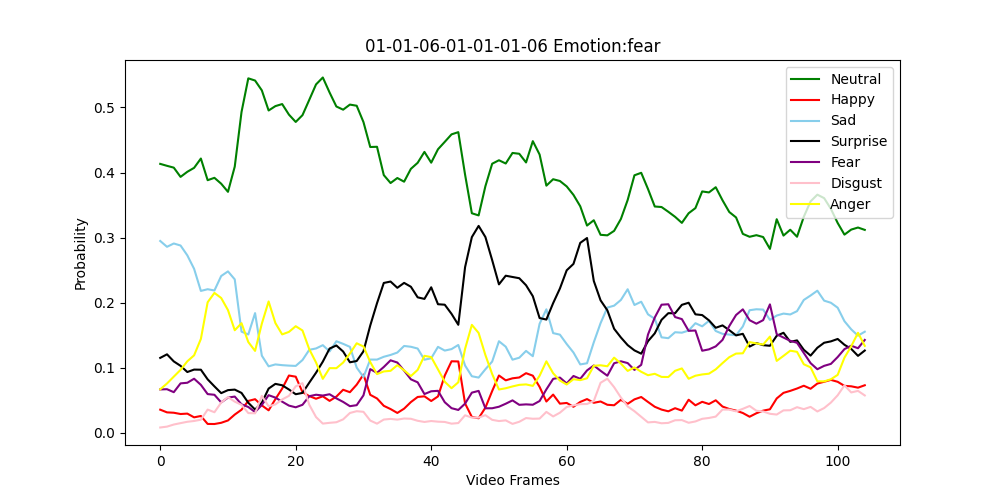 01-01-06-01-01-01-06 Emotion:fear
Neutral
Happy
Sad
Surprise
Fear
Disgust
Anger
Probability
0.5
0.4
0.3
0.2
0.1
0.0
0 20 40 60 80 100
Video Frames